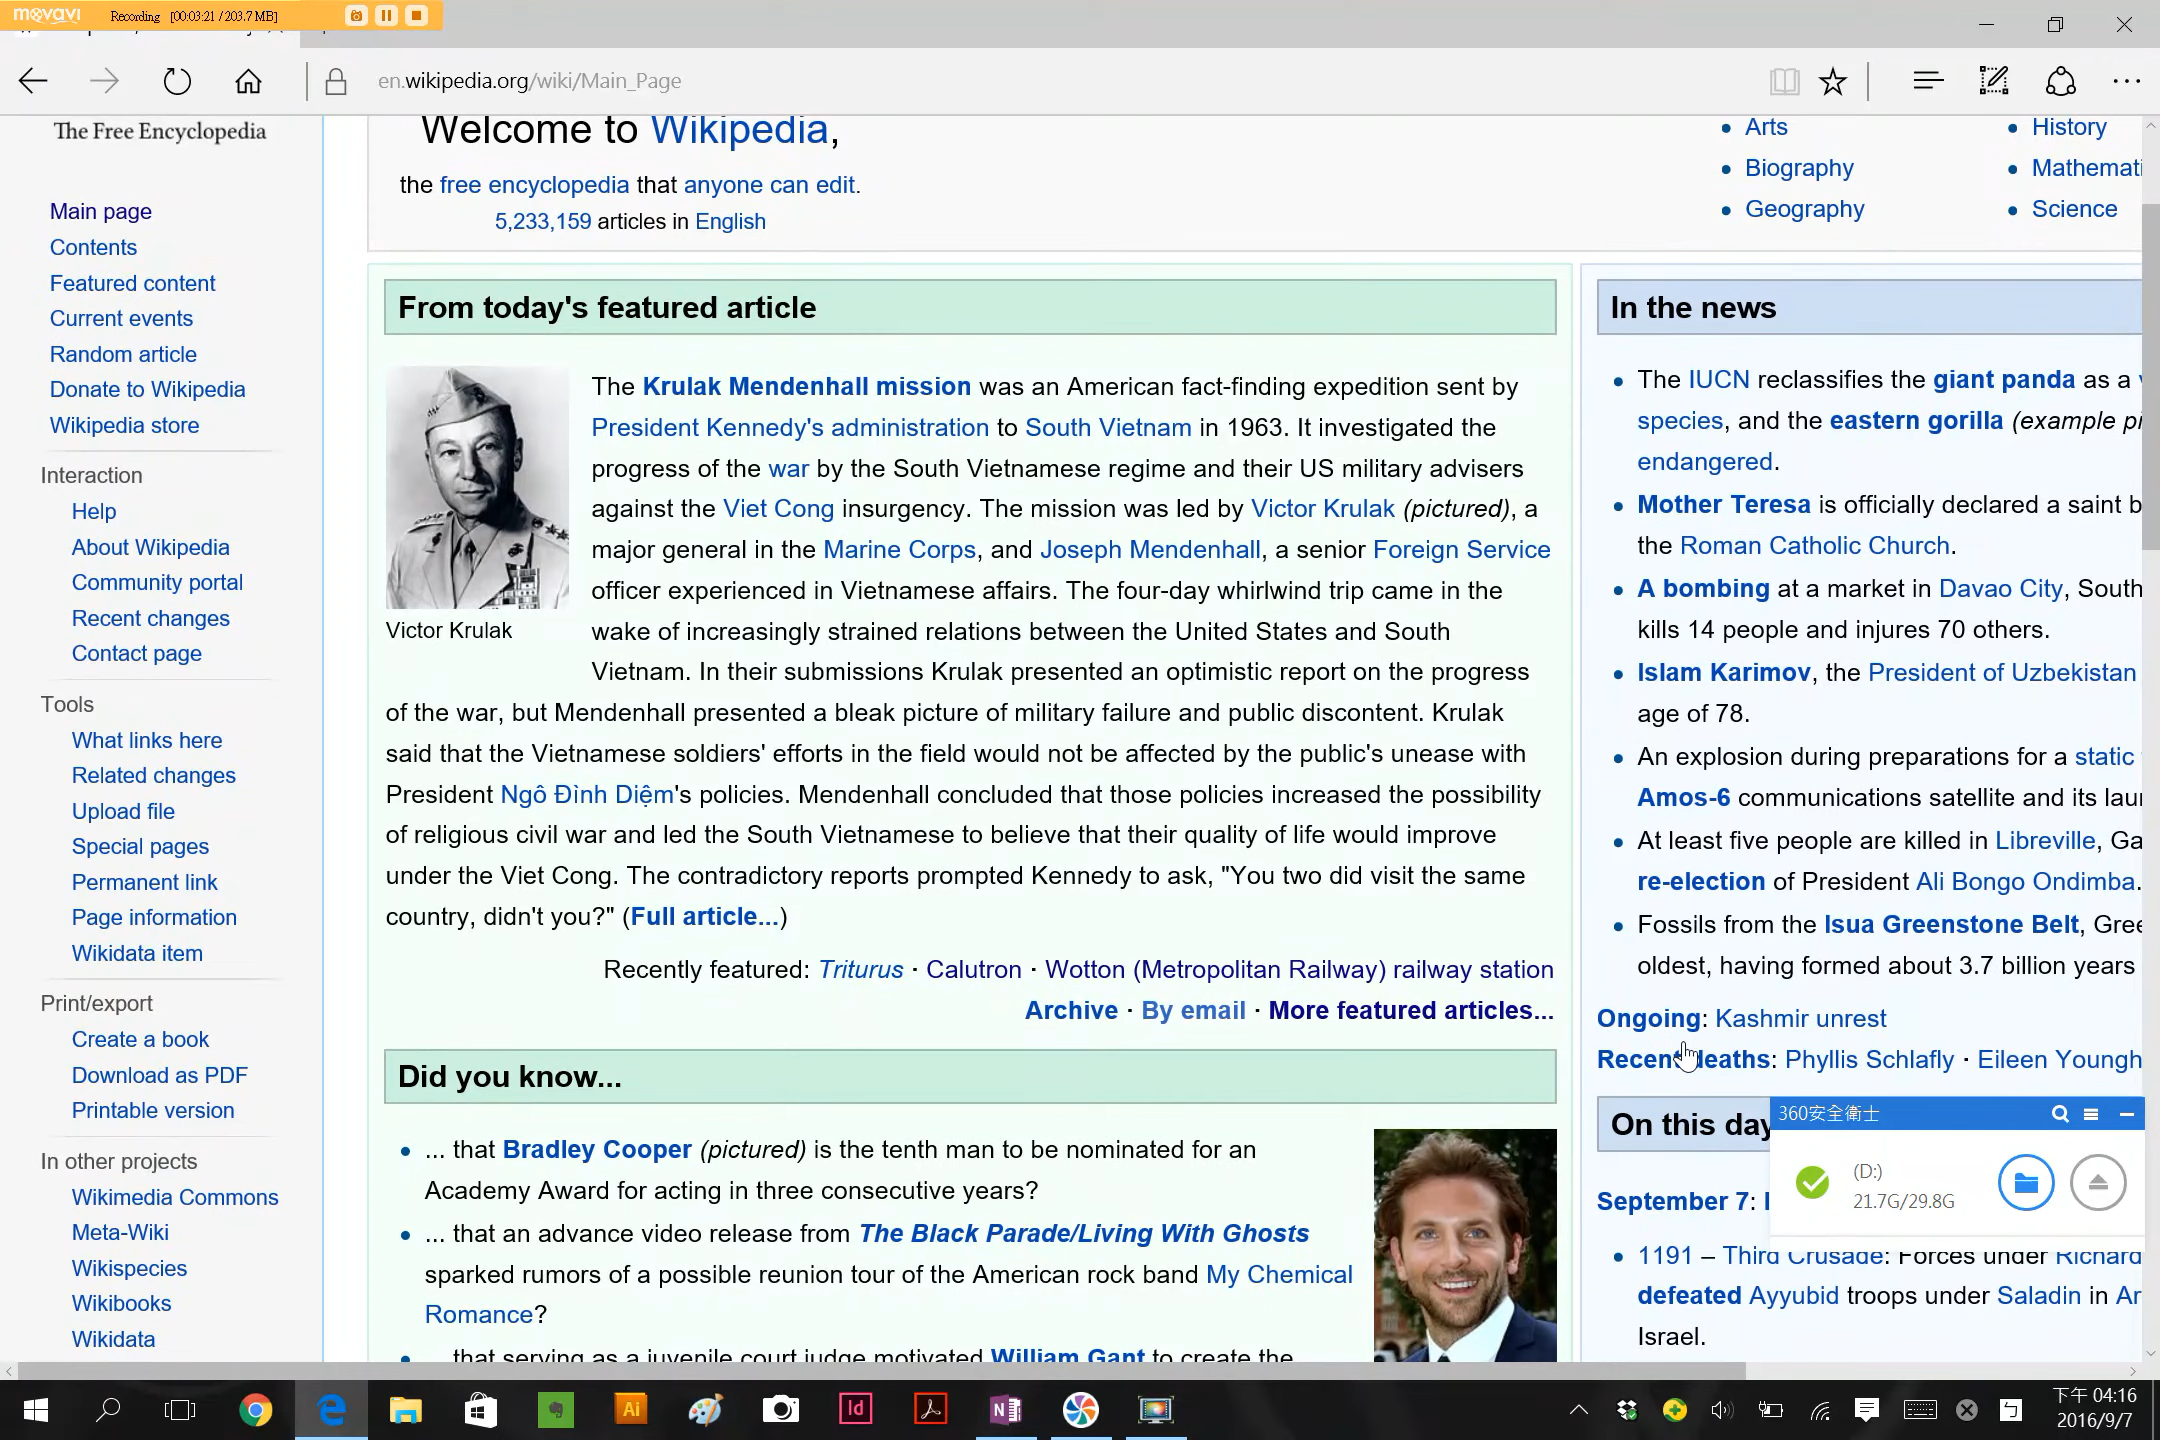 movavi Recording [00:03:21 / 203.7 MB]
en.wikipedia.org/wiki/Main_Page
The Free Encyclopedia
Main page
Contents
Featured content
Current events
Random article
Donate to Wikipedia
Wikipedia store
Interaction
Help
About Wikipedia
Community portal
Recent changes
Contact page
Tools
What links here
Related changes
Upload file
Special pages
Permanent link
Page information
Wikidata item
Print/export
Create a book
Download as PDF
Printable version
In other projects
Wikimedia Commons
Meta-Wiki
Wikispecies
Wikibooks
Wikidata
Welcome to Wikipedia,
the free encyclopedia that anyone can edit.
5,233,159 articles in English
Arts
Biography
Geography
History
Mathemati
Science
From today's featured article
The Krulak Mendenhall mission was an American fact-finding expedition sent by
President Kennedy's administration to South Vietnam in 1963. It investigated the
progress of the war by the South Vietnamese regime and their US military advisers
against the Viet Cong insurgency. The mission was led by Victor Krulak (pictured), a
major general in the Marine Corps, and Joseph Mendenhall, a senior Foreign Service
officer experienced in Vietnamese affairs. The four-day whirlwind trip came in the
wake of increasingly strained relations between the United States and South
Vietnam. In their submissions Krulak presented an optimistic report on the progress
Victor Krulak
of the war, but Mendenhall presented a bleak picture of military failure and public discontent. Krulak
said that the Vietnamese soldiers' efforts in the field would not be affected by the public's unease with
President Ngô Đình Diệm's policies. Mendenhall concluded that those policies increased the possibility
of religious civil war and led the South Vietnamese to believe that their quality of life would improve
under the Viet Cong. The contradictory reports prompted Kennedy to ask, "You two did visit the same
country, didn't you?" (Full article...)
Recently featured: Triturus · Calutron · Wotton (Metropolitan Railway) railway station
Archive · By email · More featured articles...
Did you know...
... that Bradley Cooper (pictured) is the tenth man to be nominated for an
Academy Award for acting in three consecutive years?
... that an advance video release from The Black Parade/Living With Ghosts
sparked rumors of a possible reunion tour of the American rock band My Chemical
Romance?
that serving as a juvenile court judge motivated William Gant to create the
In the news
The IUCN reclassifies the giant panda as a
species, and the eastern gorilla (example pi
endangered.
Mother Teresa is officially declared a saint b
the Roman Catholic Church.
A bombing at a market in Davao City, South
kills 14 people and injures 70 others.
Islam Karimov, the President of Uzbekistan
age of 78.
An explosion during preparations for a static
Amos-6 communications satellite and its laun
At least five people are killed in Libreville, Ga
re-election of President Ali Bongo Ondimba.
Fossils from the Isua Greenstone Belt, Gree
oldest, having formed about 3.7 billion years
Ongoing: Kashmir unrest
Recent deaths: Phyllis Schlafly · Eileen Youngh
On this day
September 7:
1191 – Third Crusade: Forces under Richard
defeated Ayyubid troops under Saladin in Ar
Israel.
360安全衛士
(D:)
21.7G/29.8G
Ai
Id
N
ㄅ
下午 04:16
2016/9/7